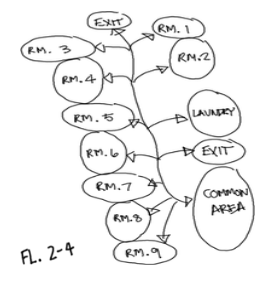 EXIT
RM. 1
RM. 3
RM. 2
RM. 4
LAUNDRY
RM. 5
RM. 6
EXIT
RM. 7
COMMON
AREA
RM. 8
RM. 9
FL. 2-4